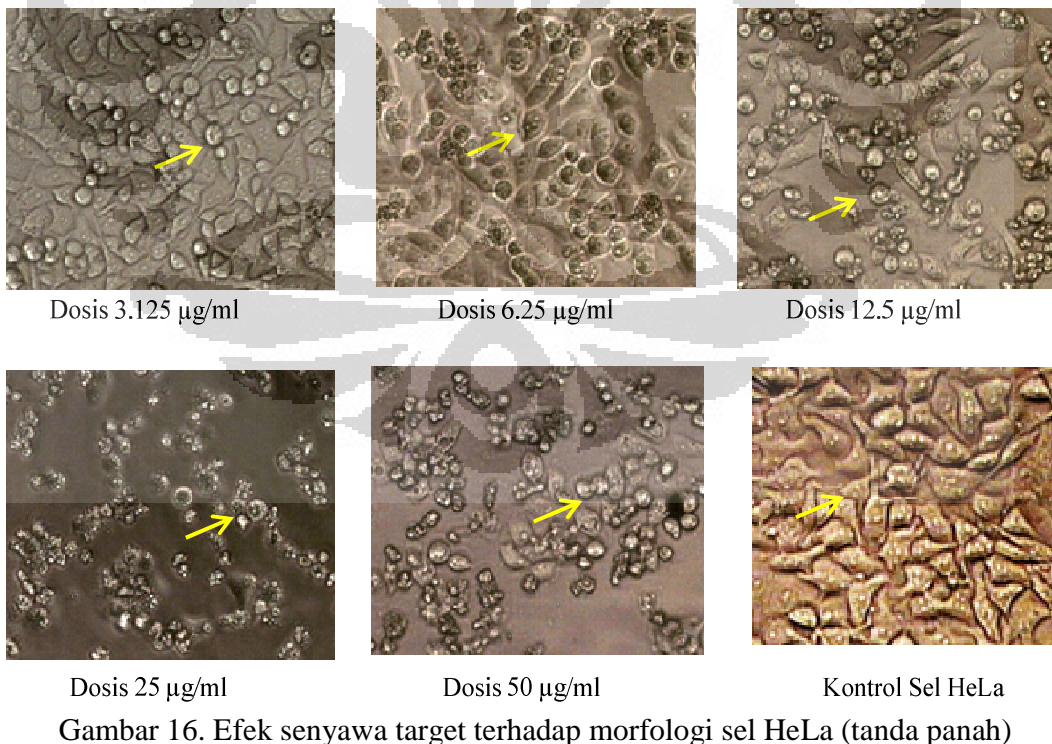 Dosis 3.125 µg/ml
Dosis 6.25 µg/ml
Dosis 12.5 µg/ml
Dosis 25 µg/ml
Dosis 50 µg/ml
Kontrol Sel HeLa
Gambar 16. Efek senyawa target terhadap morfologi sel HeLa (tanda panah)